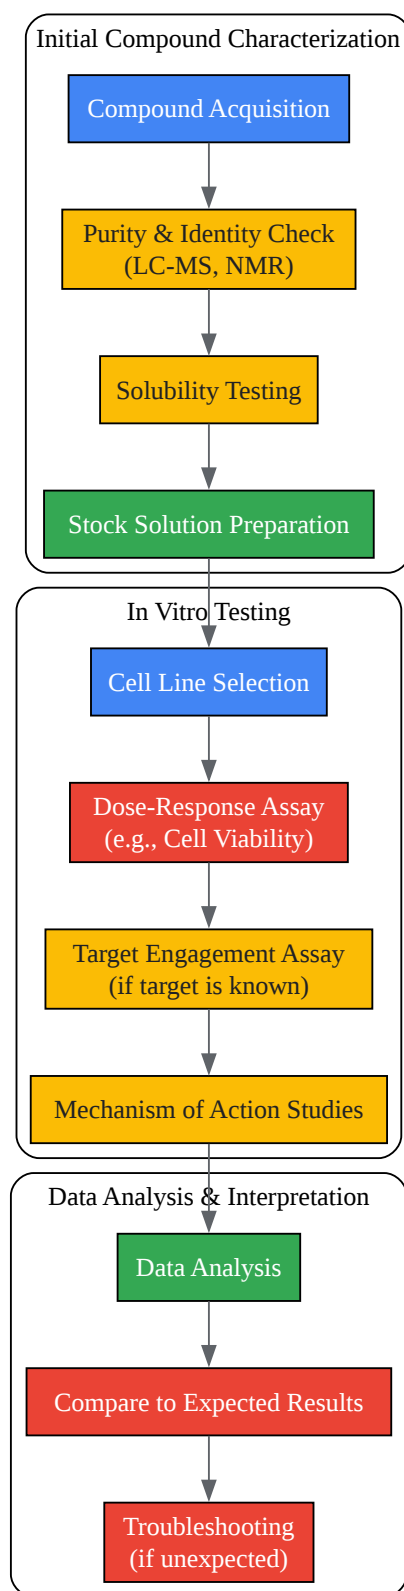 Initial Compound Characterization
Compound Acquisition
Purity & Identity Check
(LC-MS, NMR)
Solubility Testing
Stock Solution Preparation
In Vitro Testing
Cell Line Selection
Dose-Response Assay
(e.g., Cell Viability)
Target Engagement Assay
(if target is known)
Mechanism of Action Studies
Data Analysis & Interpretation
Data Analysis
Compare to Expected Results
Troubleshooting
(if unexpected)